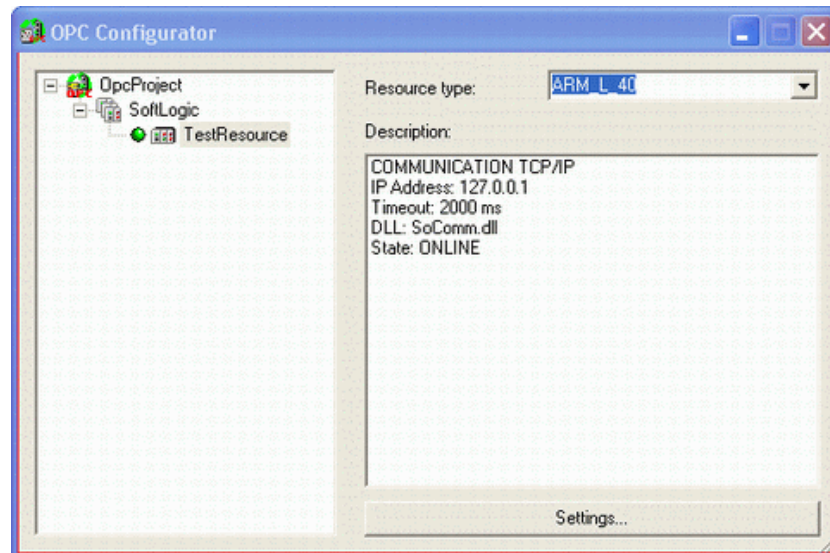 OPC Configurator
OpcProject
SoftLogic
TestResource
Resource type:
ARM_L_40
Description:
COMMUNICATION TCP/IP
IP Address: 127.0.0.1
Timeout: 2000 ms
DLL: SoComm.dll
State: ONLINE
Settings...